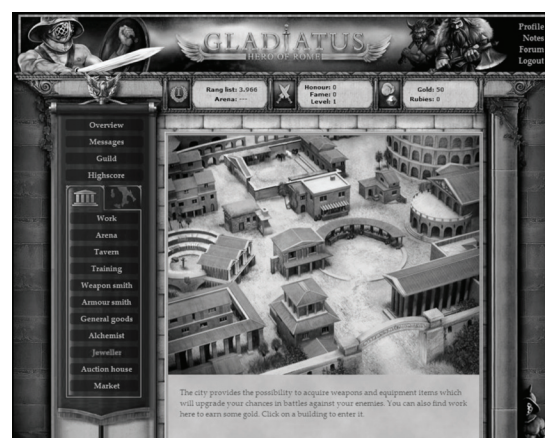 GLADIATUS
HERO OF ROME
Profile
Notes
Forum
Logout
Rang list: 3.966
Arena: ---
Honour: 0
Fame: 0
Level: 1
Gold: 50
Rubies: 0
Overview
Messages
Guild
Highscore
Work
Arena
Tavern
Training
Weapon smith
Armour smith
General goods
Alchemist
Jeweller
Auction house
Market
The city provides the possibility to acquire weapons and equipment items which
will upgrade your chances in battles against your enemies. You can also find work
here to earn some gold. Click on a building to enter it.